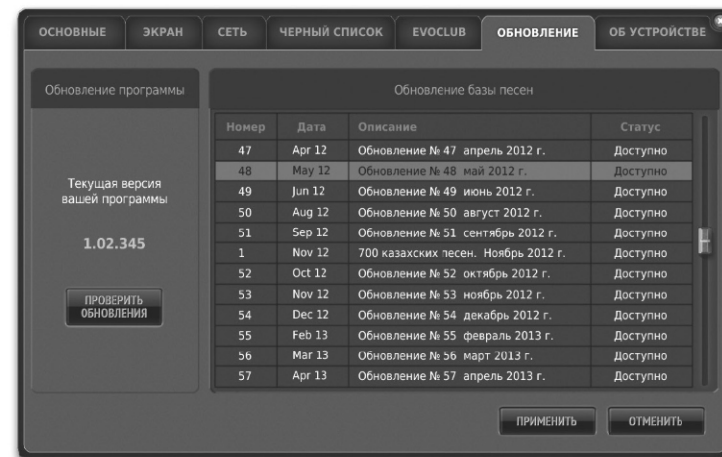 ОСНОВНЫЕ ЭКРАН СЕТЬ ЧЕРНЫЙ СПИСОК EVOCLUB ОБНОВЛЕНИЕ ОБ УСТРОЙСТВЕ
Обновление программы
Текущая версия
вашей программы
1.02.345
ПРОВЕРИТЬ
ОБНОВЛЕНИЯ
Обновление базы песен
Номер Дата Описание Статус
47 Apr 12 Обновление № 47 апрель 2012 г. Доступно
48 May 12 Обновление № 48 май 2012 г. Доступно
49 Jun 12 Обновление № 49 июнь 2012 г. Доступно
50 Aug 12 Обновление № 50 август 2012 г. Доступно
51 Sep 12 Обновление № 51 сентябрь 2012 г. Доступно
1 Nov 12 700 казахских песен. Ноябрь 2012 г. Доступно
52 Oct 12 Обновление № 52 октябрь 2012 г. Доступно
53 Nov 12 Обновление № 53 ноябрь 2012 г. Доступно
54 Dec 12 Обновление № 54 декабрь 2012 г. Доступно
55 Feb 13 Обновление № 55 февраль 2013 г. Доступно
56 Mar 13 Обновление № 56 март 2013 г. Доступно
57 Apr 13 Обновление № 57 апрель 2013 г. Доступно
ПРИМЕНИТЬ ОТМЕНИТЬ